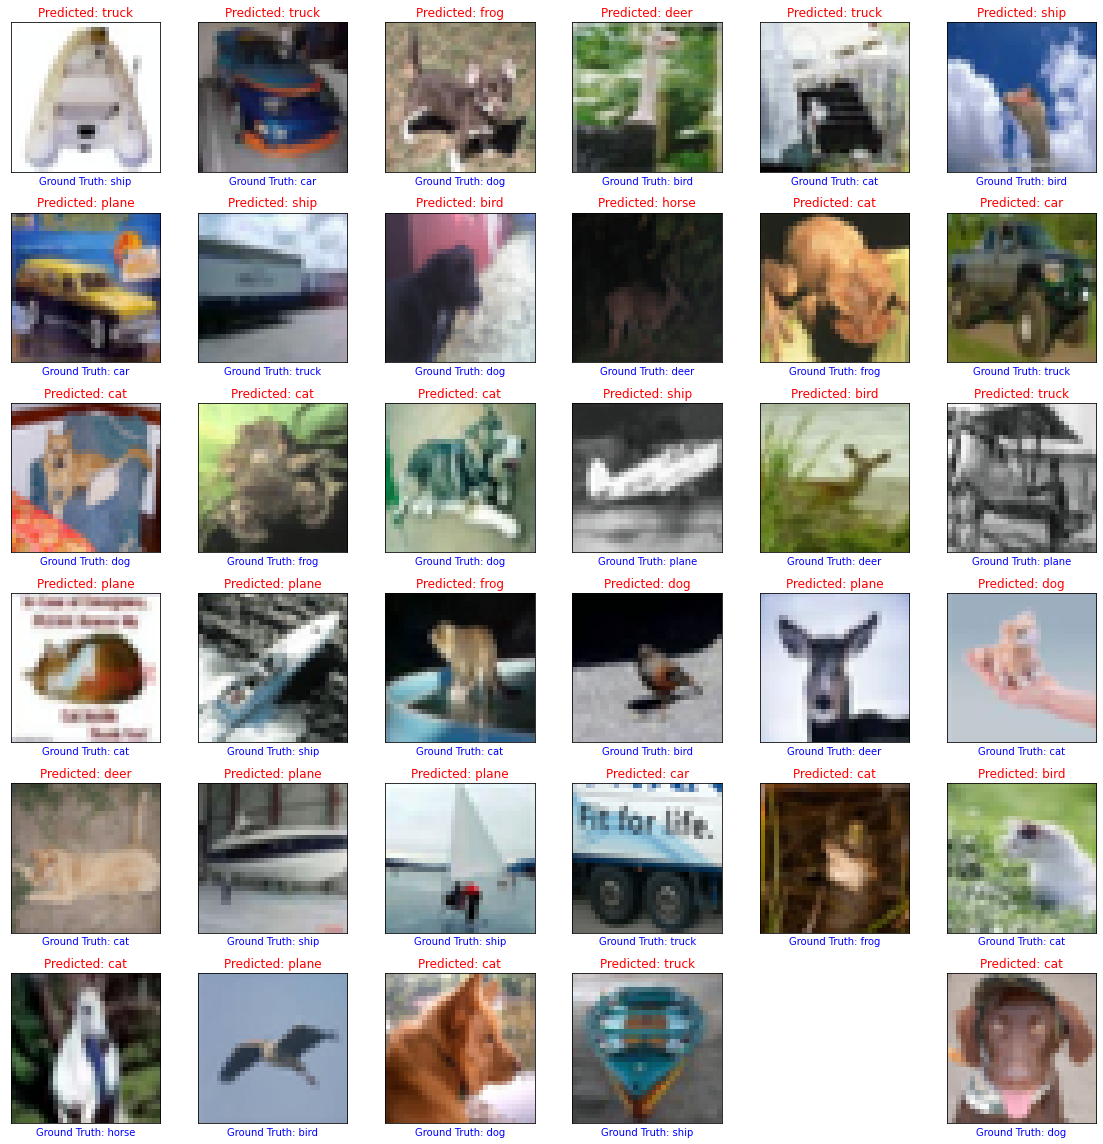 Predicted: truck
Predicted: truck
Predicted: frog
Predicted: deer
Predicted: truck
Predicted: ship
Ground Truth: ship
Ground Truth: car
Ground Truth: dog
Ground Truth: bird
Ground Truth: cat
Ground Truth: bird
Predicted: plane
Predicted: ship
Predicted: bird
Predicted: horse
Predicted: cat
Predicted: car
Ground Truth: car
Ground Truth: truck
Ground Truth: dog
Ground Truth: deer
Ground Truth: frog
Ground Truth: truck
Predicted: cat
Predicted: cat
Predicted: cat
Predicted: ship
Predicted: bird
Predicted: truck
Ground Truth: dog
Ground Truth: frog
Ground Truth: dog
Ground Truth: plane
Ground Truth: deer
Ground Truth: plane
Predicted: plane
Predicted: plane
Predicted: frog
Predicted: dog
Predicted: plane
Predicted: dog
Ground Truth: cat
Ground Truth: ship
Ground Truth: cat
Ground Truth: bird
Ground Truth: deer
Ground Truth: cat
Predicted: deer
Predicted: plane
Predicted: plane
Predicted: car
Predicted: cat
Predicted: bird
Fit for life.
Ground Truth: cat
Ground Truth: ship
Ground Truth: ship
Ground Truth: truck
Ground Truth: frog
Ground Truth: cat
Predicted: cat
Predicted: plane
Predicted: cat
Predicted: truck
Predicted: cat
Ground Truth: horse
Ground Truth: bird
Ground Truth: dog
Ground Truth: ship
Ground Truth: dog